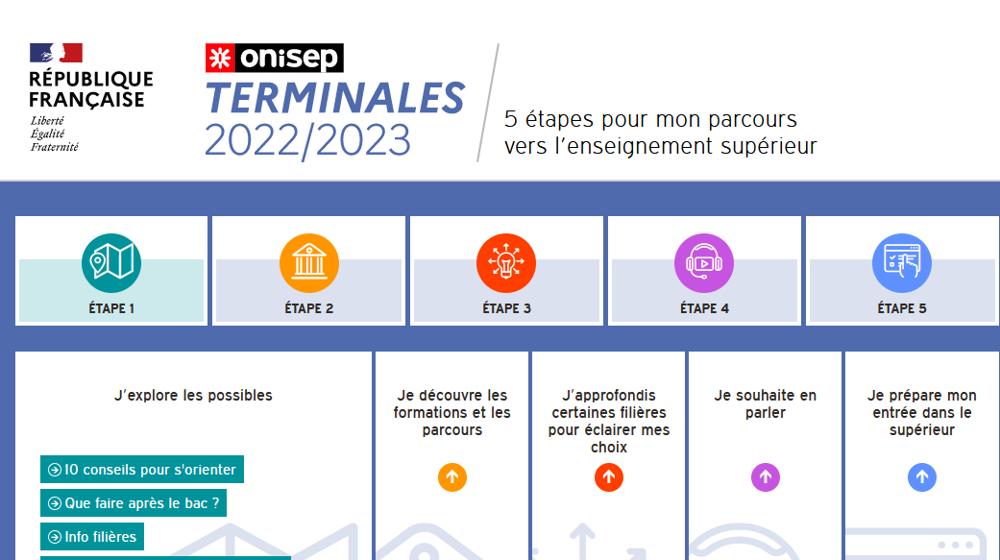 RÉPUBLIQUE
FRANÇAISE
Liberté
Égalité
Fraternité
onisep
TERMINALES
2022/2023
5 étapes pour mon parcours
vers l’enseignement supérieur
ÉTAPE 1
ÉTAPE 2
ÉTAPE 3
ÉTAPE 4
ÉTAPE 5
J’explore les possibles
10 conseils pour s'orienter
Que faire après le bac ?
Info filières
Je découvre les
formations et les
parcours
J’approfondis
certaines filières
pour éclairer mes
choix
Je souhaite en
parler
Je prépare mon
entrée dans le
supérieur